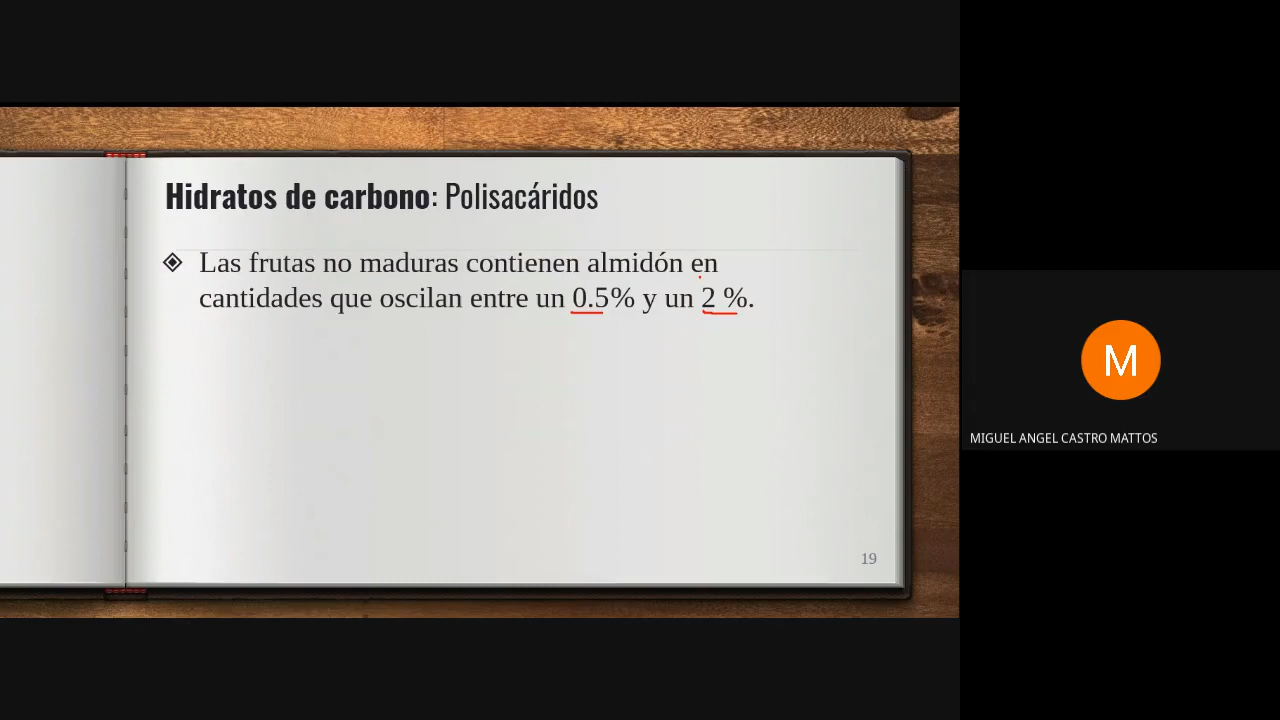 Hidratos de carbono: Polisacáridos
Las frutas no maduras contienen almidón en
cantidades que oscilan entre un 0.5% y un 2 %.
19
M
MIGUEL ANGEL CASTRO MATTOS